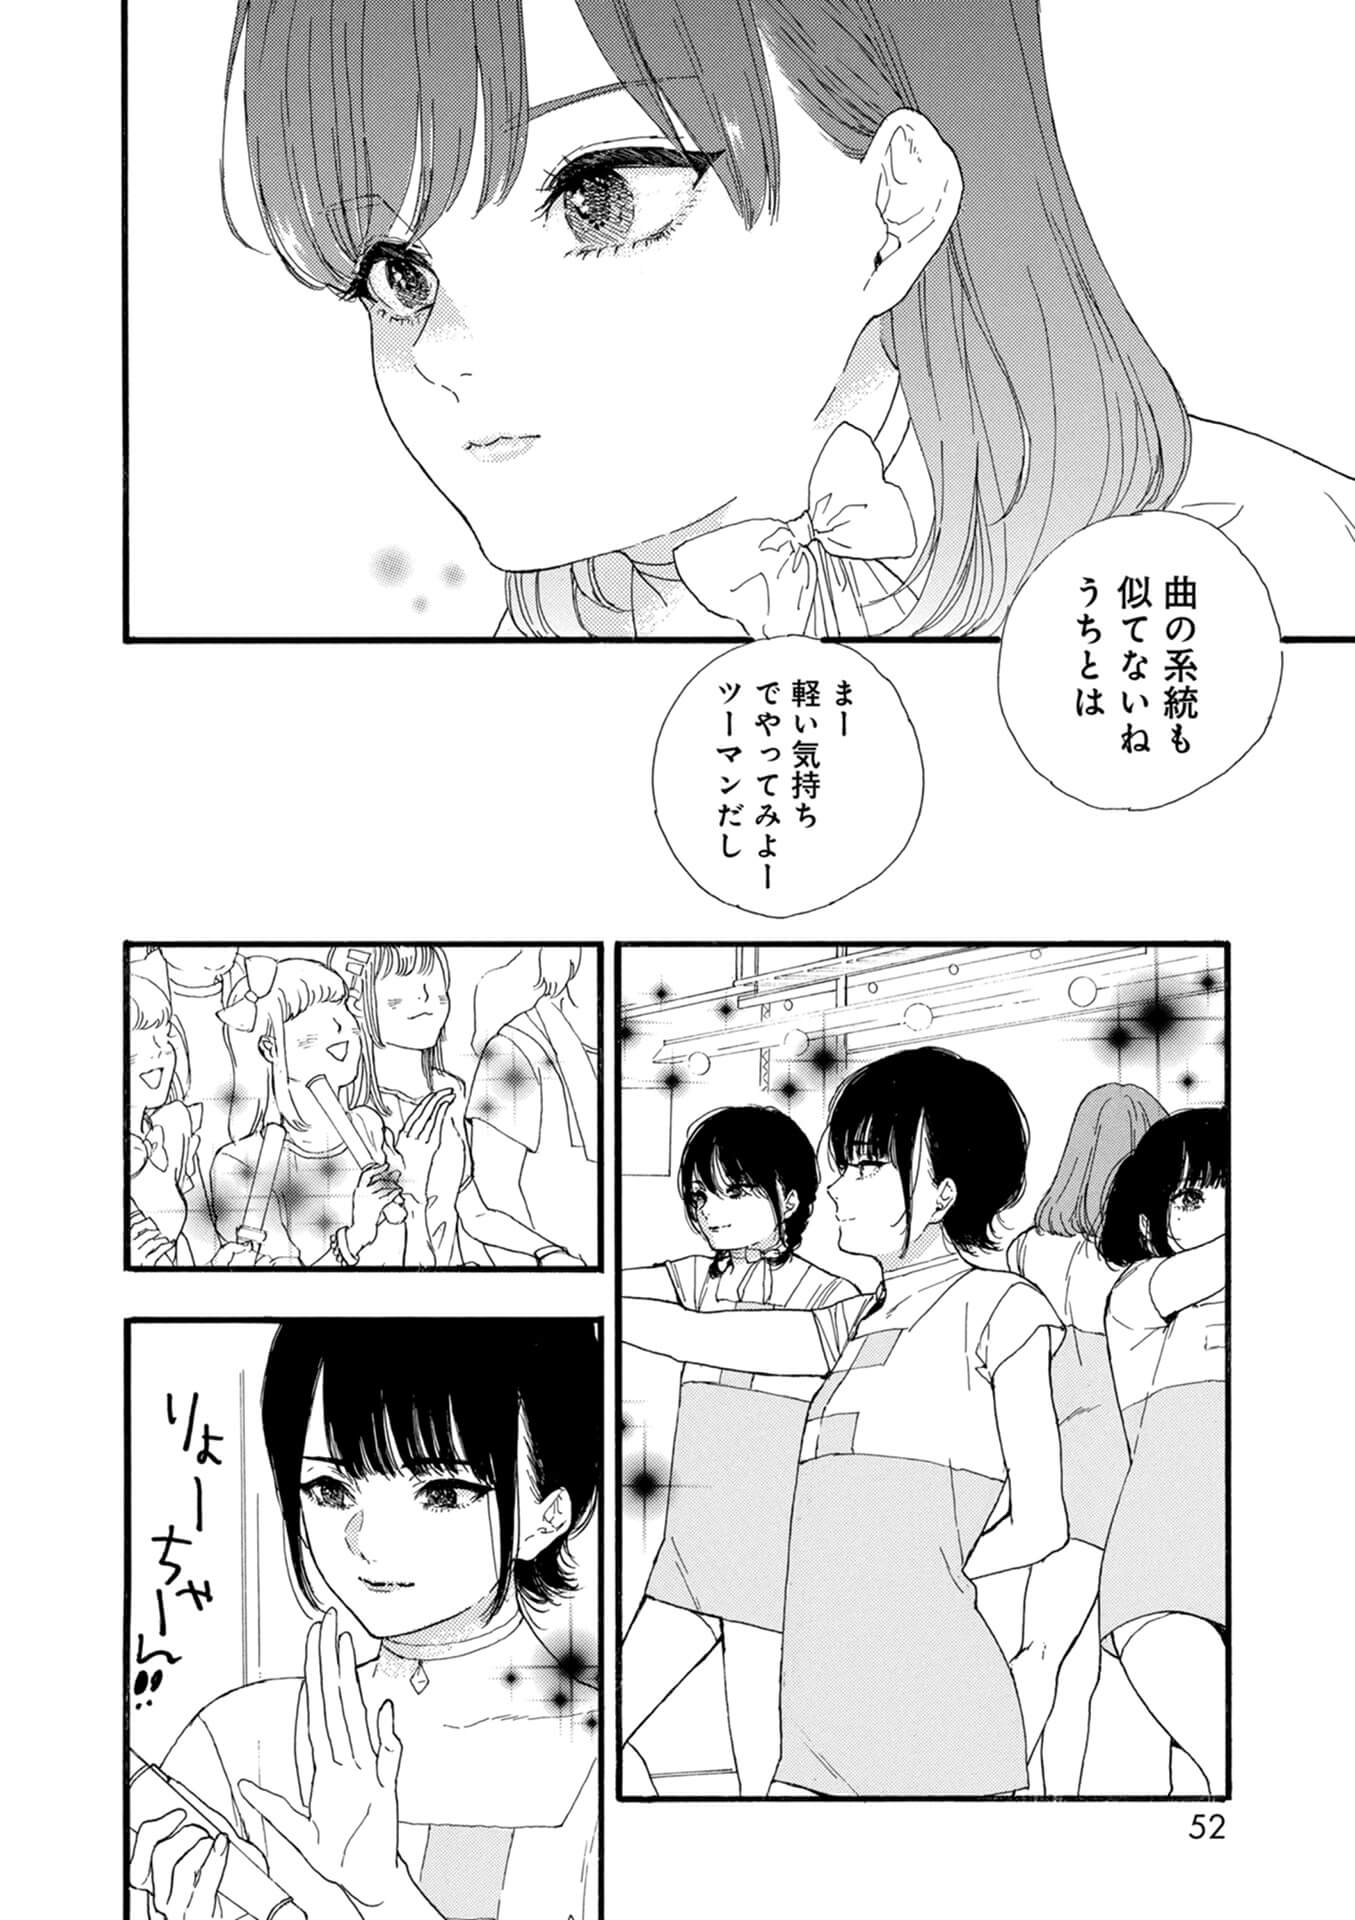 曲の系統も
似てないね
うちとは
まー
軽い気持ち
でやってみよー
ツーマンだし
りょーちゃーん!!
52